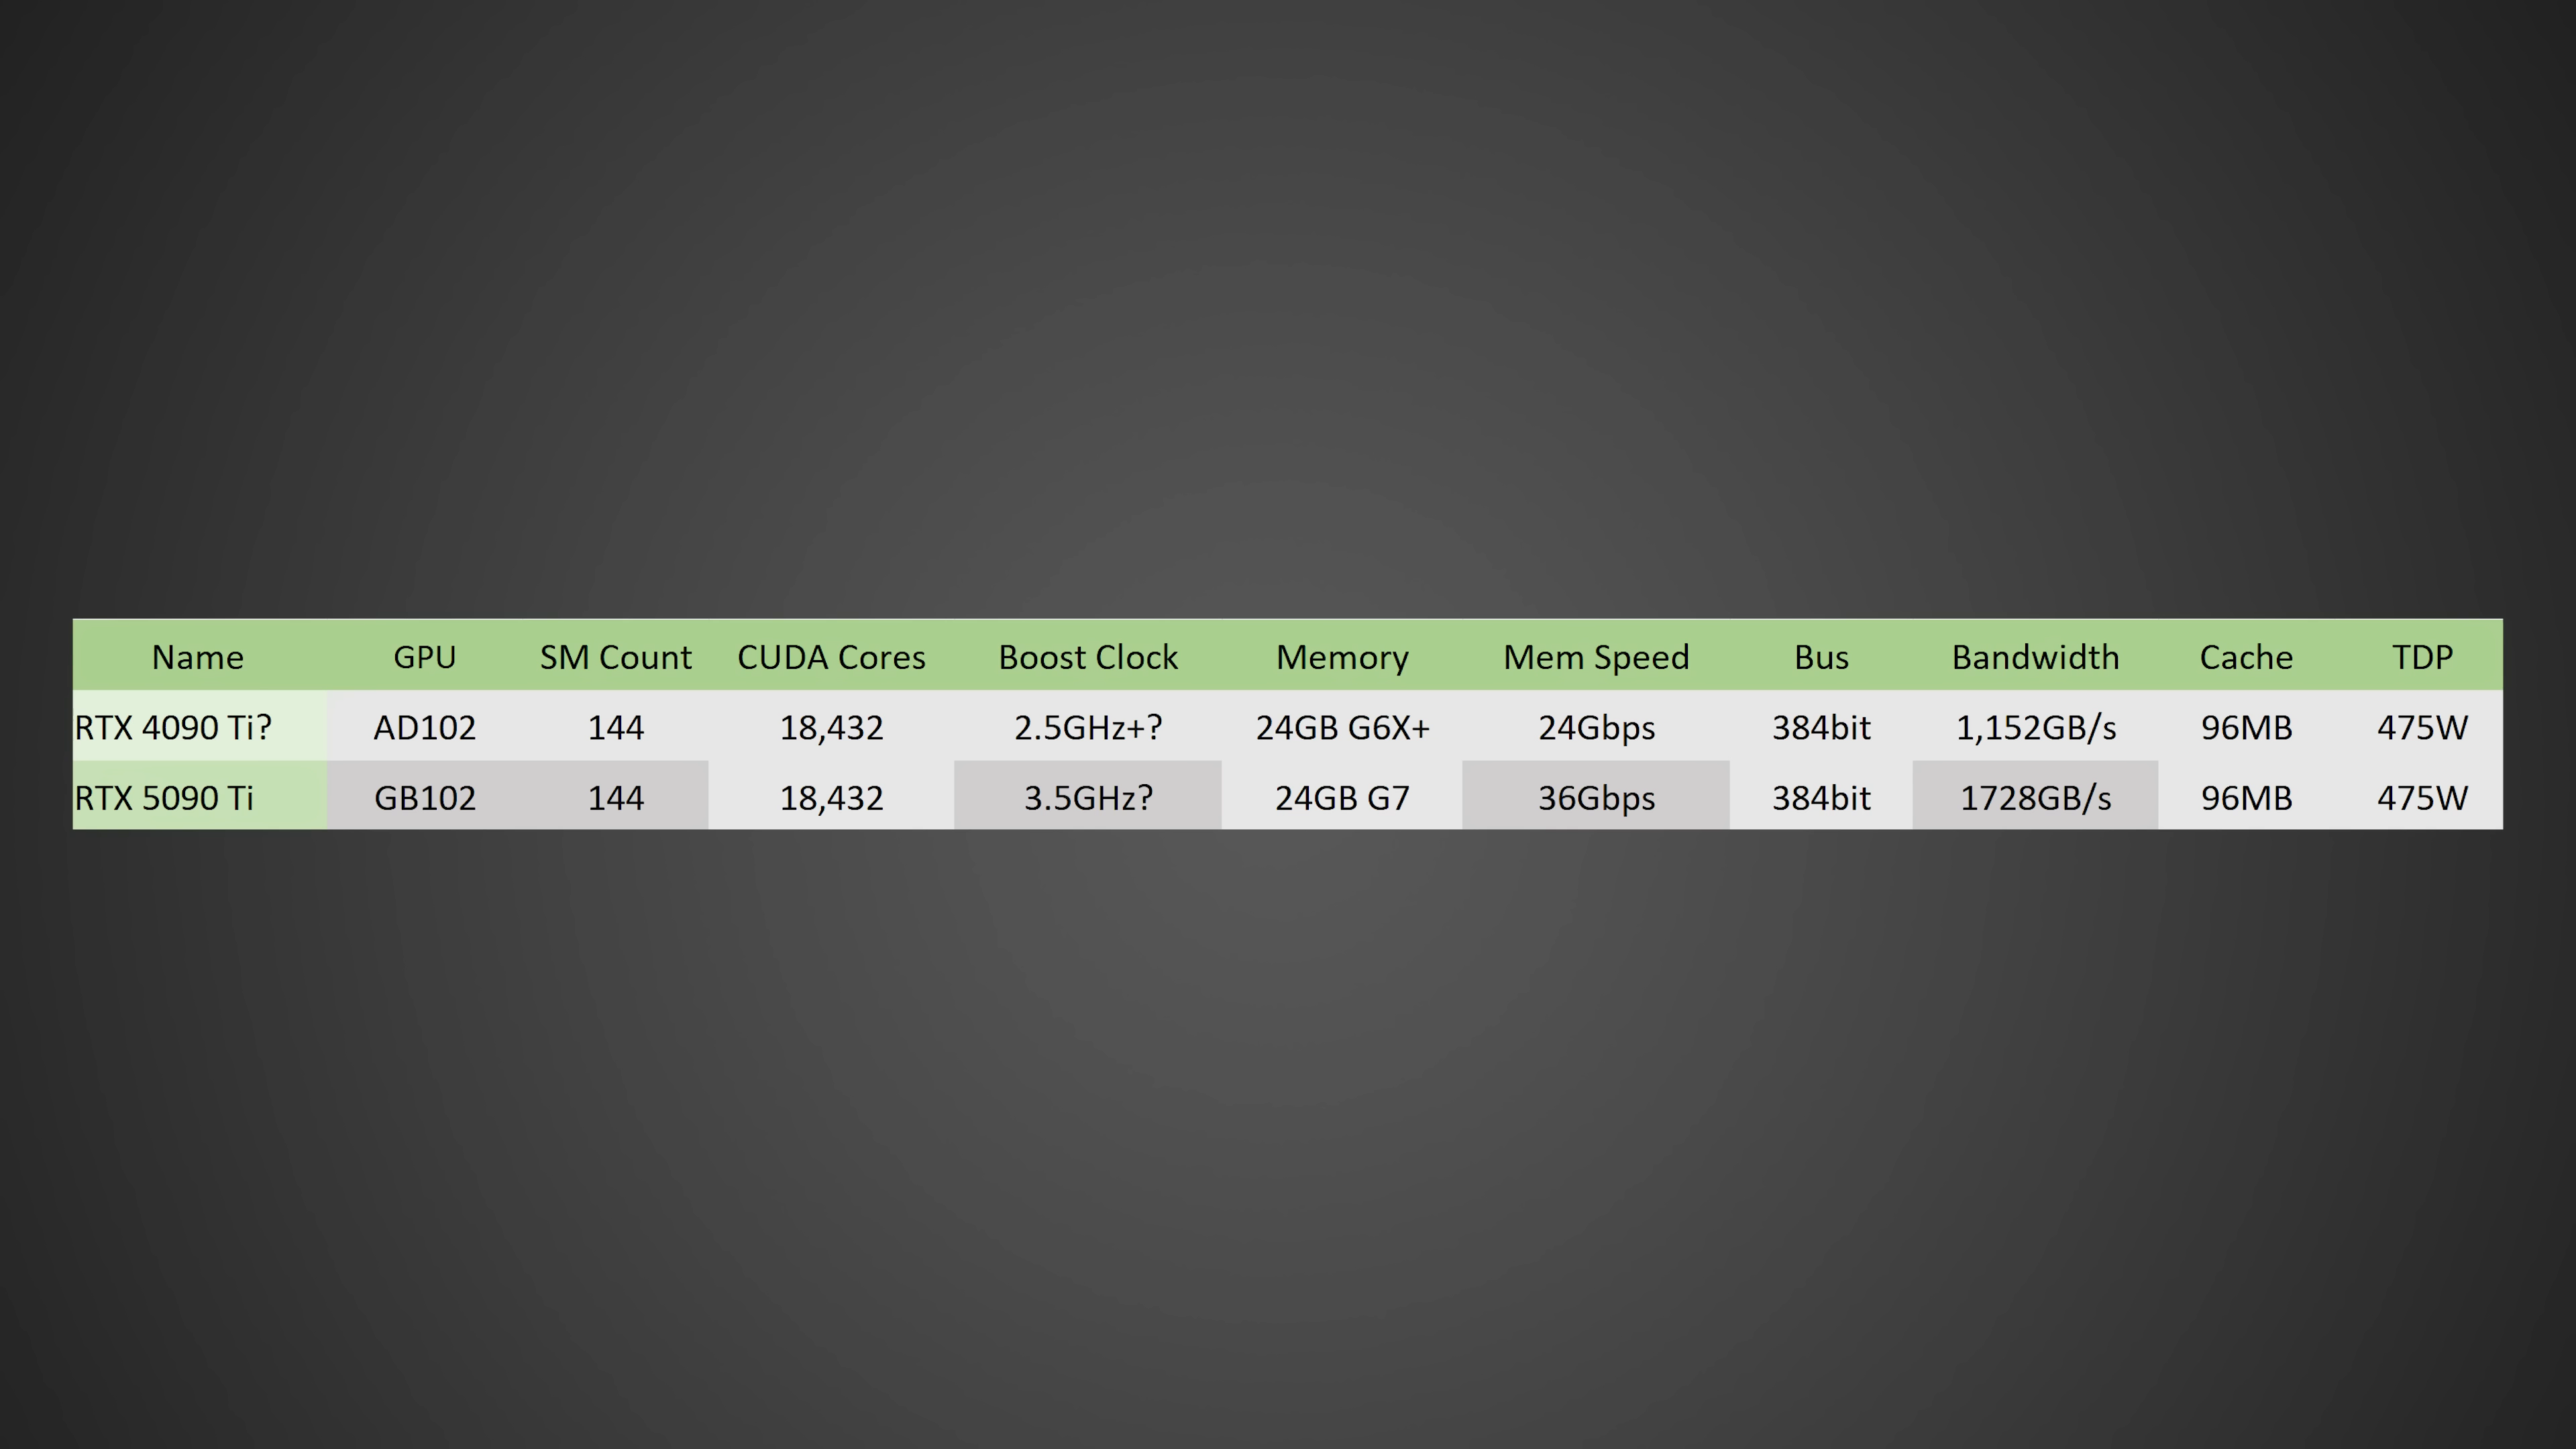 Name GPU SM Count CUDA Cores Boost Clock Memory Mem Speed Bus Bandwidth Cache TDP
RTX 4090 Ti? AD102 144 18,432 2.5GHz+? 24GB G6X+ 24Gbps 384bit 1,152GB/s 96MB 475W
RTX 5090 Ti GB102 144 18,432 3.5GHz? 24GB G7 36Gbps 384bit 1728GB/s 96MB 475W